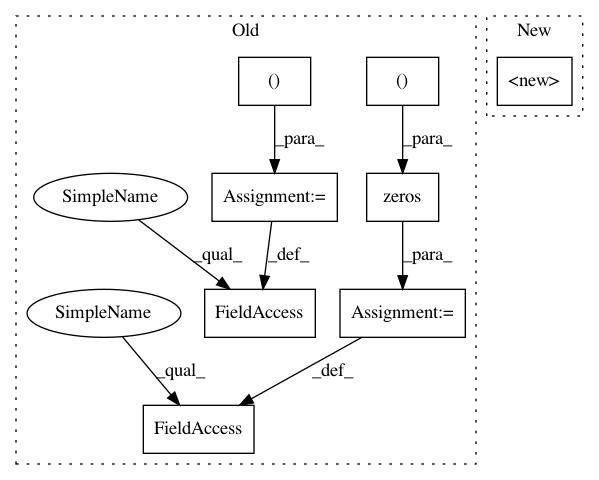 Old
New
()
()
<new>
_para_
_para_
SimpleName
Assignment:=
zeros
_qual_
_def_
_para_
SimpleName
FieldAccess
Assignment:=
_qual_
_def_
FieldAccess